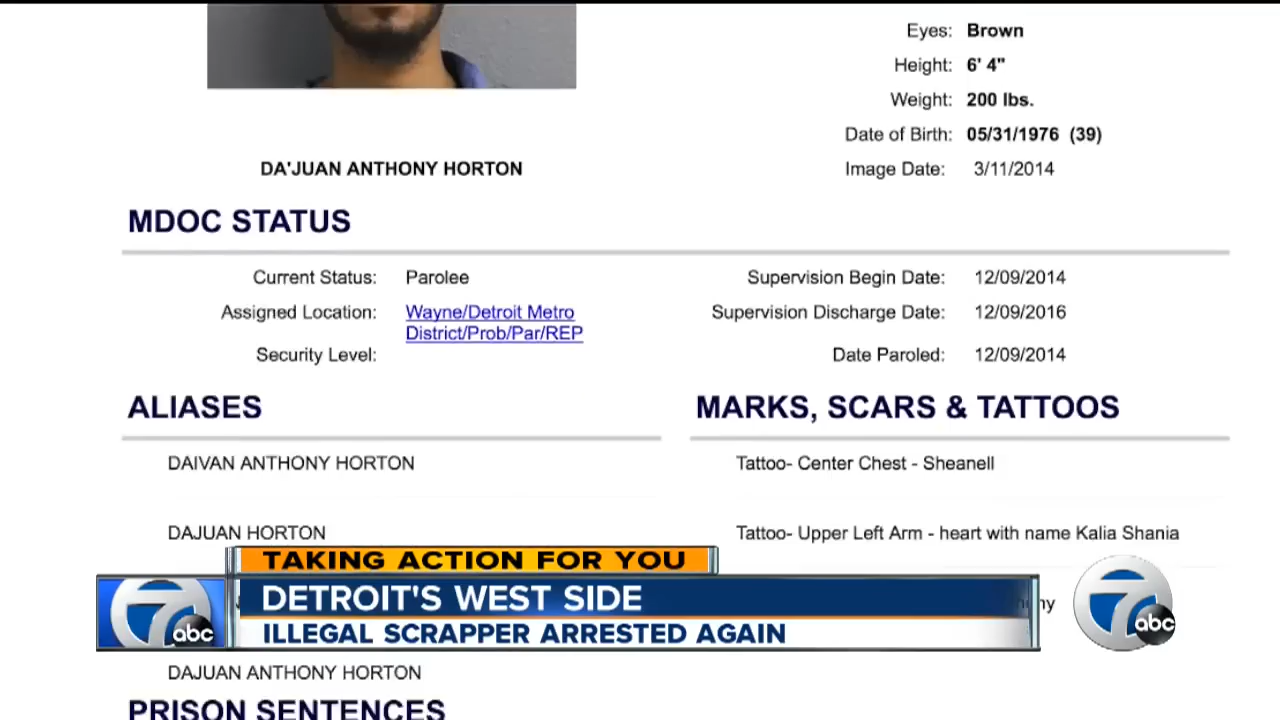 Eyes: Brown
Height: 6' 4"
Weight: 200 lbs.
Date of Birth: 05/31/1976 (39)
DA'JUAN ANTHONY HORTON
Image Date: 3/11/2014
MDOC STATUS
Current Status: Parolee
Supervision Begin Date: 12/09/2014
Assigned Location: Wayne/Detroit Metro
District/Prob/Par/REP
Supervision Discharge Date: 12/09/2016
Security Level:
Date Paroled: 12/09/2014
ALIASES
MARKS, SCARS & TATTOOS
DAIVAN ANTHONY HORTON
Tattoo- Center Chest - Sheanell
DAJUAN HORTON
Tattoo- Upper Left Arm - heart with name Kalia Shania
TAKING ACTION FOR YOU
7 abc
DETROIT'S WEST SIDE
ILLEGAL SCRAPPER ARRESTED AGAIN
7 abc
DAJUAN ANTHONY HORTON
PRISON SENTENCES